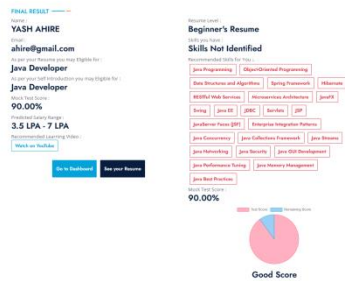 FINAL RESULT
Name :
YASH AHIRE
Email :
ahire@gmail.com
As per your Resume you may Eligible for :
Java Developer
As per your Self Introduction you may Eligible for :
Java Developer
Mock Test Score :
90.00%
Predicted Salary Range :
3.5 LPA - 7 LPA
Recommended Learning Video :
Watch on YouTube
Go to Dashboard
See your Resume
Resume Level :
Beginner's Resume
Skills you have :
Skills Not Identified
Recommended Skills for You :
Java Programming
Object-Oriented Programming
Data Structures and Algorithms
Spring Framework
Hibernate
RESTful Web Services
Microservices Architecture
JavaFX
Swing
Java EE
JDBC
Servlets
JSP
JavaServer Faces (JSF)
Enterprise Integration Patterns
Java Concurrency
Java Collections Framework
Java Streams
Java Networking
Java Security
Java GUI Development
Java Performance Tuning
Java Memory Management
Java Best Practices
Mock Test Score :
90.00%
Test Score
Remaining Score
Good Score